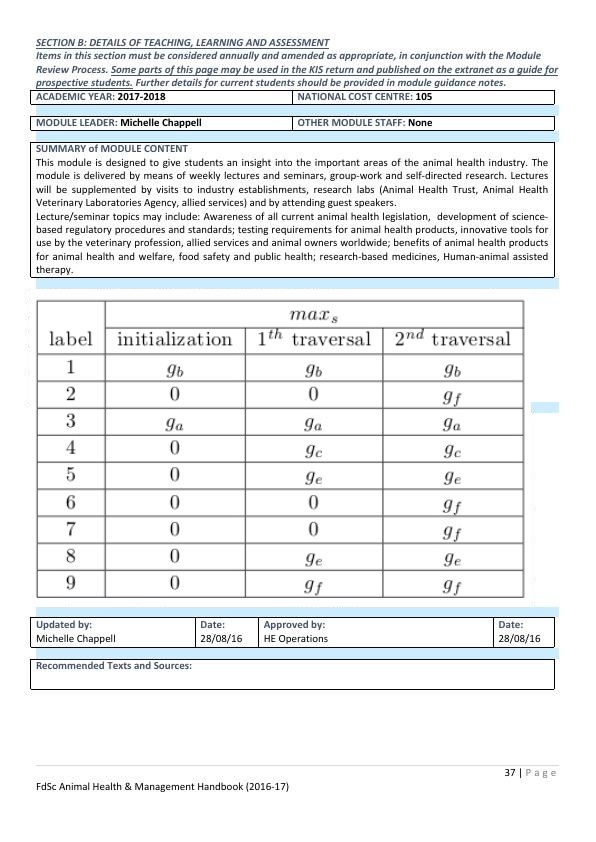 SECTION B: DETAILS OF TEACHING, LEARNING AND ASSESSMENT
Items in this section must be considered annually and amended as appropriate, in conjunction with the Module
Review Process. Some parts of this page may be used in the KIS return and published on the extranet as a guide for
prospective students. Further details for current students should be provided in module guidance notes.
ACADEMIC YEAR: 2017-2018 NATIONAL COST CENTRE: 105
MODULE LEADER: Michelle Chappell OTHER MODULE STAFF: None
SUMMARY of MODULE CONTENT
This module is designed to give students an insight into the important areas of the animal health industry. The
module is delivered by means of weekly lectures and seminars, group-work and self-directed research. Lectures
will be supplemented by visits to industry establishments, research labs (Animal Health Trust, Animal Health
Veterinary Laboratories Agency, allied services) and by attending guest speakers.
Lecture/seminar topics may include: Awareness of all current animal health legislation, development of science-
based regulatory procedures and standards; testing requirements for animal health products, innovative tools for
use by the veterinary profession, allied services and animal owners worldwide; benefits of animal health products
for animal health and welfare, food safety and public health; research-based medicines, Human-animal assisted
therapy.
max_s
label initialization 1^th traversal 2^nd traversal
1 g_b g_b g_b
2 0 0 g_f
3 g_a g_a g_a
4 0 g_c g_c
5 0 g_e g_e
6 0 0 g_f
7 0 0 g_f
8 0 g_e g_e
9 0 g_f g_f
Updated by: Date: Approved by: Date:
Michelle Chappell 28/08/16 HE Operations 28/08/16
Recommended Texts and Sources:
37 | Page
FdSc Animal Health & Management Handbook (2016-17)